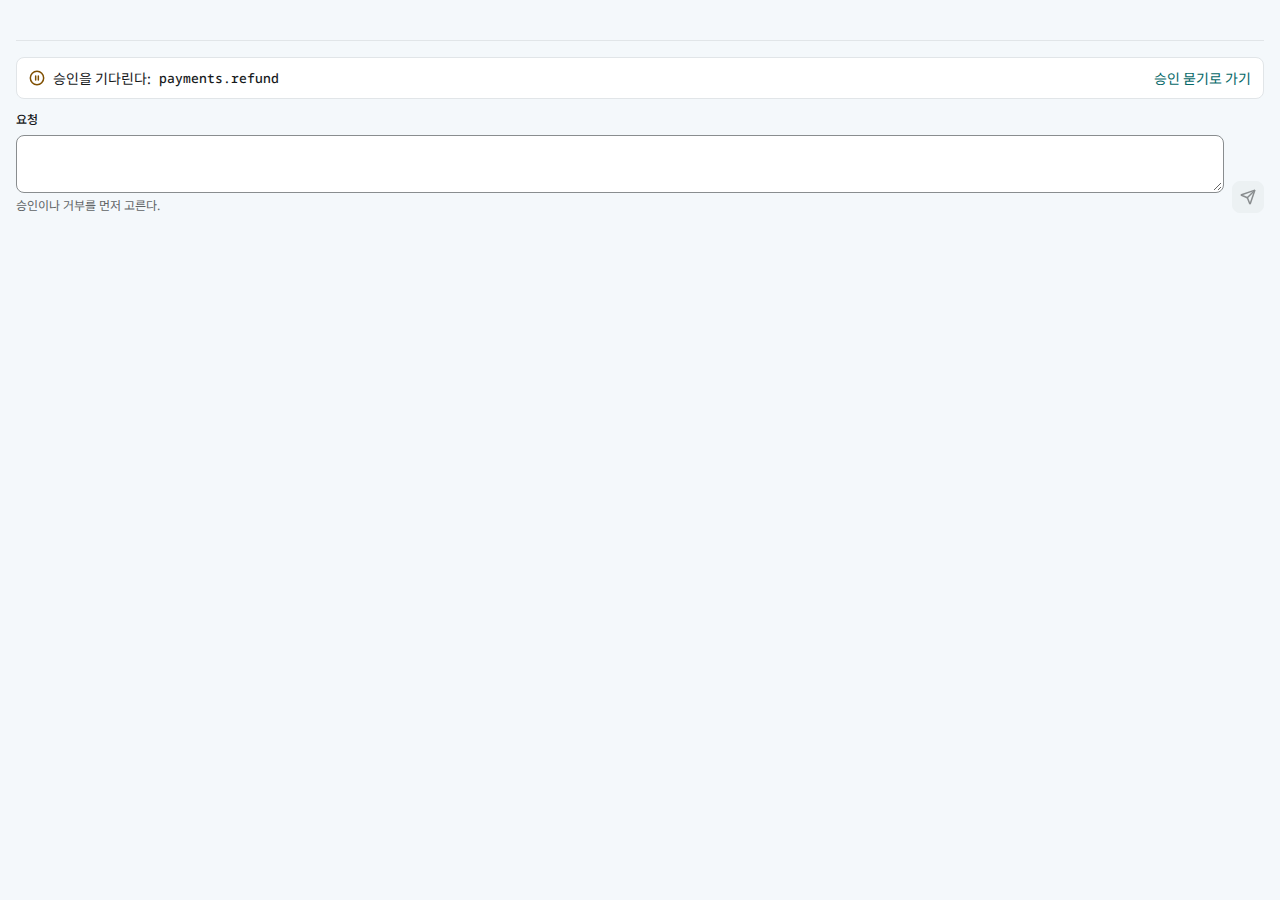 승인을 기다린다: payments.refund
승인 묻기로 가기
요청
승인이나 거부를 먼저 고른다.